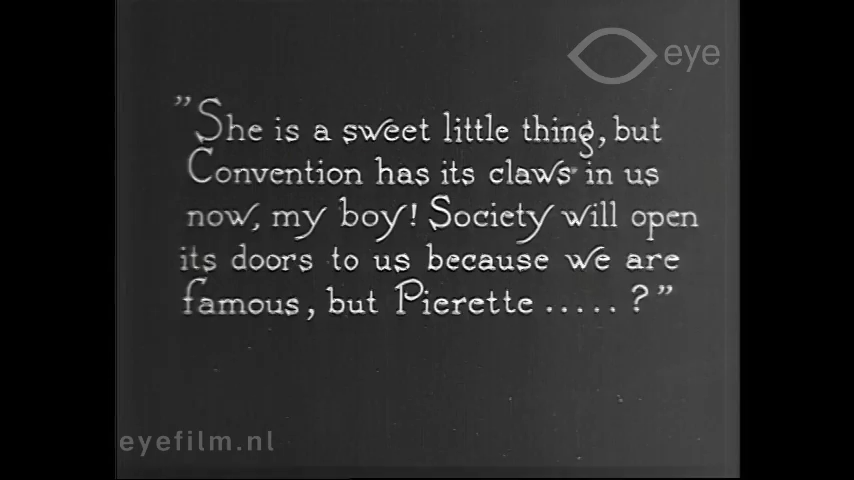 eye
"She is a sweet little thing, but
Convention has its claws in us
now, my boy! Society will open
its doors to us because we are
famous, but Pierette ..... ?"
eyefilm.nl